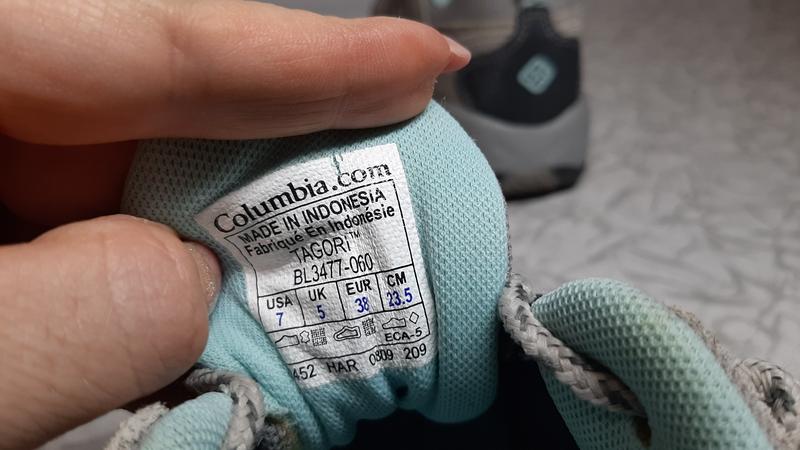 Columbia.com
MADE IN INDONESIA
Fabriqué En Indonésie
TAGORI™
BL3477-060
USA UK EUR CM
7 5 38 23.5
ECA-5
452 HAR 0809 209